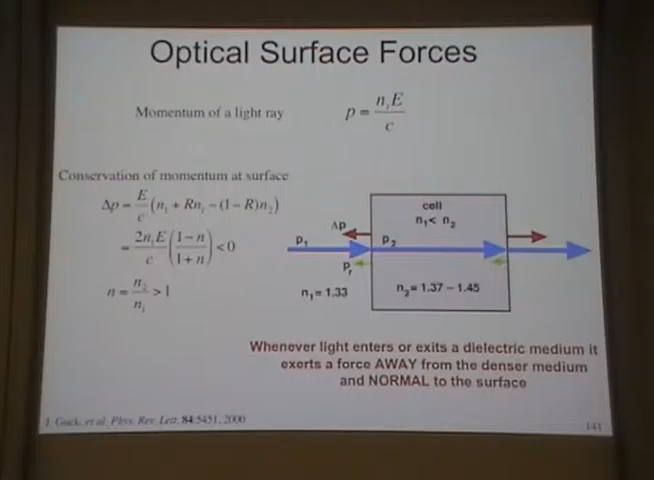 Optical Surface Forces
Momentum of a light ray
p = n₁E / c
Conservation of momentum at surface
Δp = E/c (n₁ + Rn₁ − (1 − R)n₂)
= 2n₁E/c ((1 − n)/(1 + n)) < 0
n = n₂/n₁ > 1
cell
n₁< n₂
Δp
p₁
p₂
pᵣ
n₁= 1.33
n₂= 1.37 – 1.45
Whenever light enters or exits a dielectric medium it
exerts a force AWAY from the denser medium
and NORMAL to the surface
J. Guck, et al, Phys. Rev. Lett. 84:5451, 2000
141